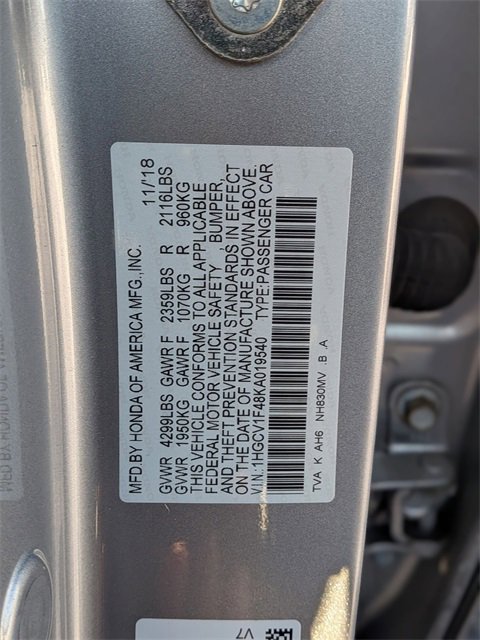 MFD.BY HONDA OF AMERICA MFG.,INC. 11/18
GVWR 4299LBS GAWR F 2359LBS R 2116LBS
GVWR 1950KG GAWR F 1070KG R 960KG
THIS VEHICLE CONFORMS TO ALL APPLICABLE
FEDERAL MOTOR VEHICLE SAFETY , BUMPER,
AND THEFT PREVENTION STANDARDS IN EFFECT
ON THE DATE OF MANUFACTURE SHOWN ABOVE.
V.I.N.:1HGCV1F48KA019540 TYPE:PASSENGER CAR
TVA K AH6 NH830MV .B .A
V7